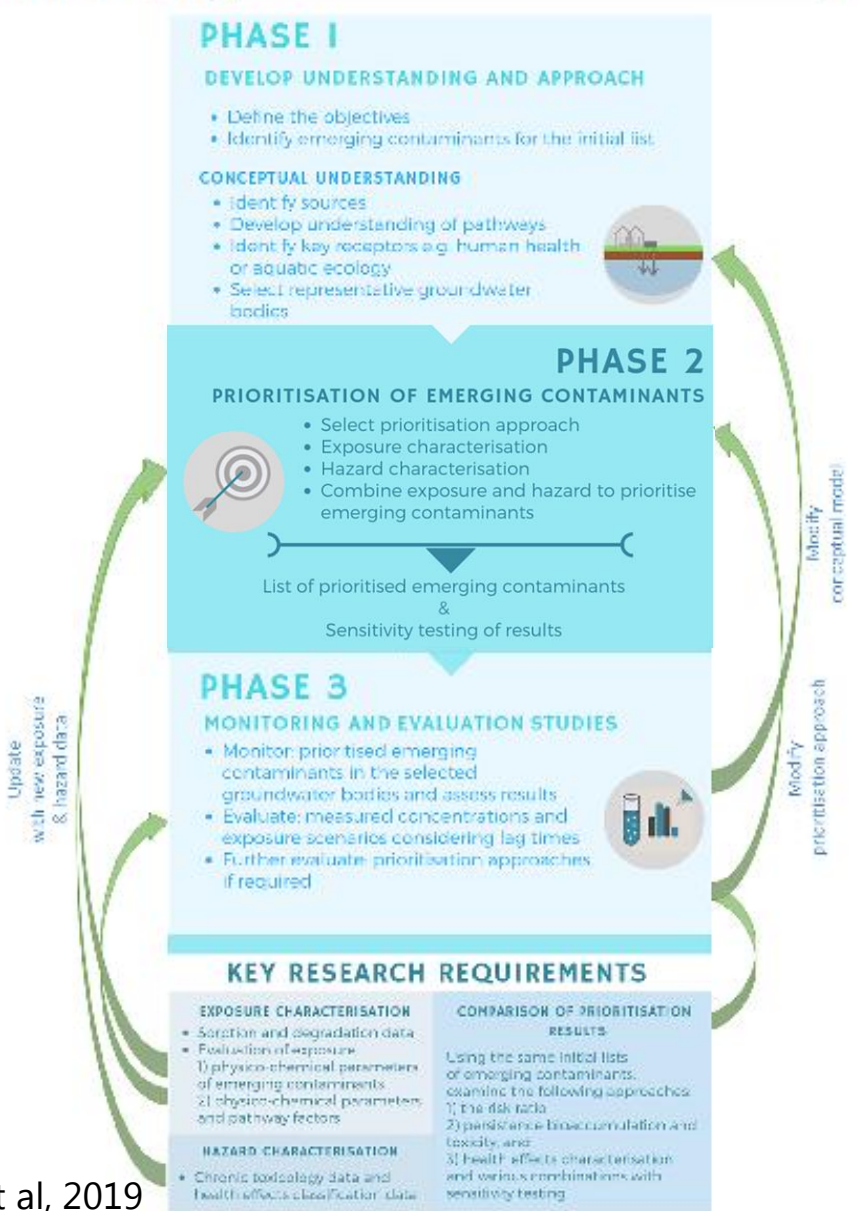 PHASE 1
DEVELOP UNDERSTANDING AND APPROACH
• Define the objectives
• Identify emerging contaminants for the initial list
CONCEPTUAL UNDERSTANDING
• Identify sources
• Develop understanding of pathways
• Identify key receptors e.g. human health
or aquatic ecology
• Select representative groundwater
bodies
PHASE 2
PRIORITISATION OF EMERGING CONTAMINANTS
• Select prioritisation approach
• Exposure characterisation
• Hazard characterisation
• Combine exposure and hazard to prioritise
emerging contaminants
List of prioritised emerging contaminants
&
Sensitivity testing of results
PHASE 3
MONITORING AND EVALUATION STUDIES
• Monitor: prioritised emerging
contaminants in the selected
groundwater bodies and assess results
• Evaluate: measured concentrations and
exposure scenarios considering lag times
• Further evaluate prioritisation approaches
if required
Update
with new exposure
& hazard data
Modify
conceptual model
Modify
prioritisation approach
KEY RESEARCH REQUIREMENTS
EXPOSURE CHARACTERISATION
• Sorption and degradation data
• Evaluation of exposure
1) physico-chemical parameters
of emerging contaminants
2) physico-chemical parameters
and pathway factors
HAZARD CHARACTERISATION
• Chronic toxicology data and
health effects classification data
COMPARISON OF PRIORITISATION
RESULTS
Using the same initial lists
of emerging contaminants,
examine the following approaches:
1) the risk ratio
2) persistence bioaccumulation and
toxicity, and
3) health effects characterisation
and various combinations with
sensitivity testing
t al, 2019